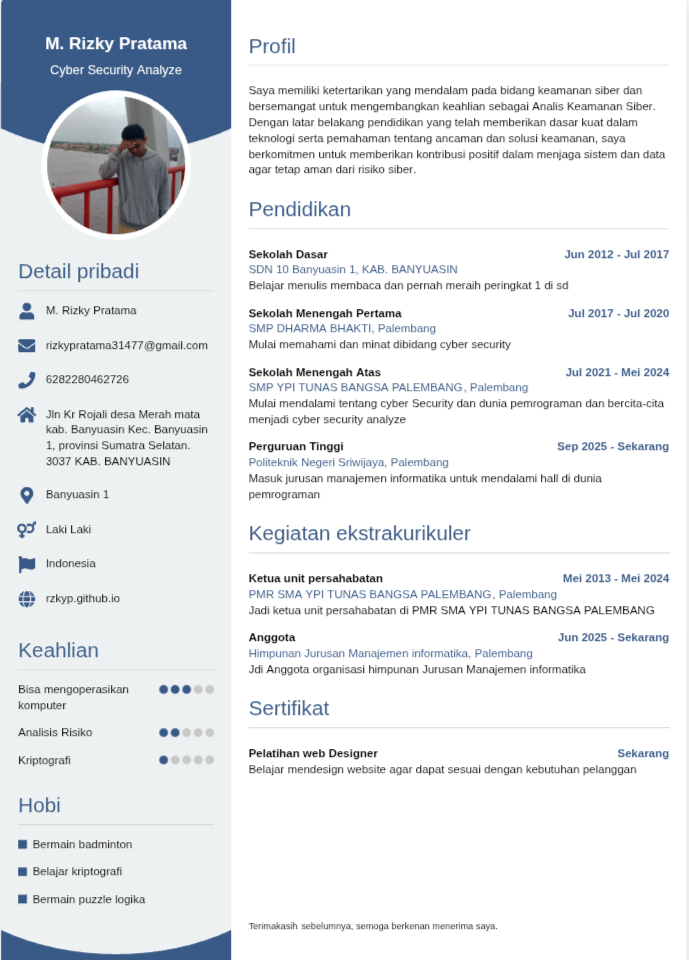 M. Rizky Pratama
Cyber Security Analyze
Detail pribadi
M. Rizky Pratama
rizkypratama31477@gmail.com
6282280462726
Jln Kr Rojali desa Merah mata
kab. Banyuasin Kec. Banyuasin
1, provinsi Sumatra Selatan.
3037 KAB. BANYUASIN
Banyuasin 1
Laki Laki
Indonesia
rzkyp.github.io
Keahlian
Bisa mengoperasikan
komputer
Analisis Risiko
Kriptografi
Hobi
Bermain badminton
Belajar kriptografi
Bermain puzzle logika
Profil
Saya memiliki ketertarikan yang mendalam pada bidang keamanan siber dan
bersemangat untuk mengembangkan keahlian sebagai Analis Keamanan Siber.
Dengan latar belakang pendidikan yang telah memberikan dasar kuat dalam
teknologi serta pemahaman tentang ancaman dan solusi keamanan, saya
berkomitmen untuk memberikan kontribusi positif dalam menjaga sistem dan data
agar tetap aman dari risiko siber.
Pendidikan
Sekolah Dasar Jun 2012 - Jul 2017
SDN 10 Banyuasin 1, KAB. BANYUASIN
Belajar menulis membaca dan pernah meraih peringkat 1 di sd
Sekolah Menengah Pertama Jul 2017 - Jul 2020
SMP DHARMA BHAKTI, Palembang
Mulai memahami dan minat dibidang cyber security
Sekolah Menengah Atas Jul 2021 - Mei 2024
SMP YPI TUNAS BANGSA PALEMBANG, Palembang
Mulai mendalami tentang cyber Security dan dunia pemrograman dan bercita-cita
menjadi cyber security analyze
Perguruan Tinggi Sep 2025 - Sekarang
Politeknik Negeri Sriwijaya, Palembang
Masuk jurusan manajemen informatika untuk mendalami hall di dunia
pemrograman
Kegiatan ekstrakurikuler
Ketua unit persahabatan Mei 2013 - Mei 2024
PMR SMA YPI TUNAS BANGSA PALEMBANG, Palembang
Jadi ketua unit persahabatan di PMR SMA YPI TUNAS BANGSA PALEMBANG
Anggota Jun 2025 - Sekarang
Himpunan Jurusan Manajemen informatika, Palembang
Jdi Anggota organisasi himpunan Jurusan Manajemen informatika
Sertifikat
Pelatihan web Designer Sekarang
Belajar mendesign website agar dapat sesuai dengan kebutuhan pelanggan
Terimakasih sebelumnya, semoga berkenan menerima saya.